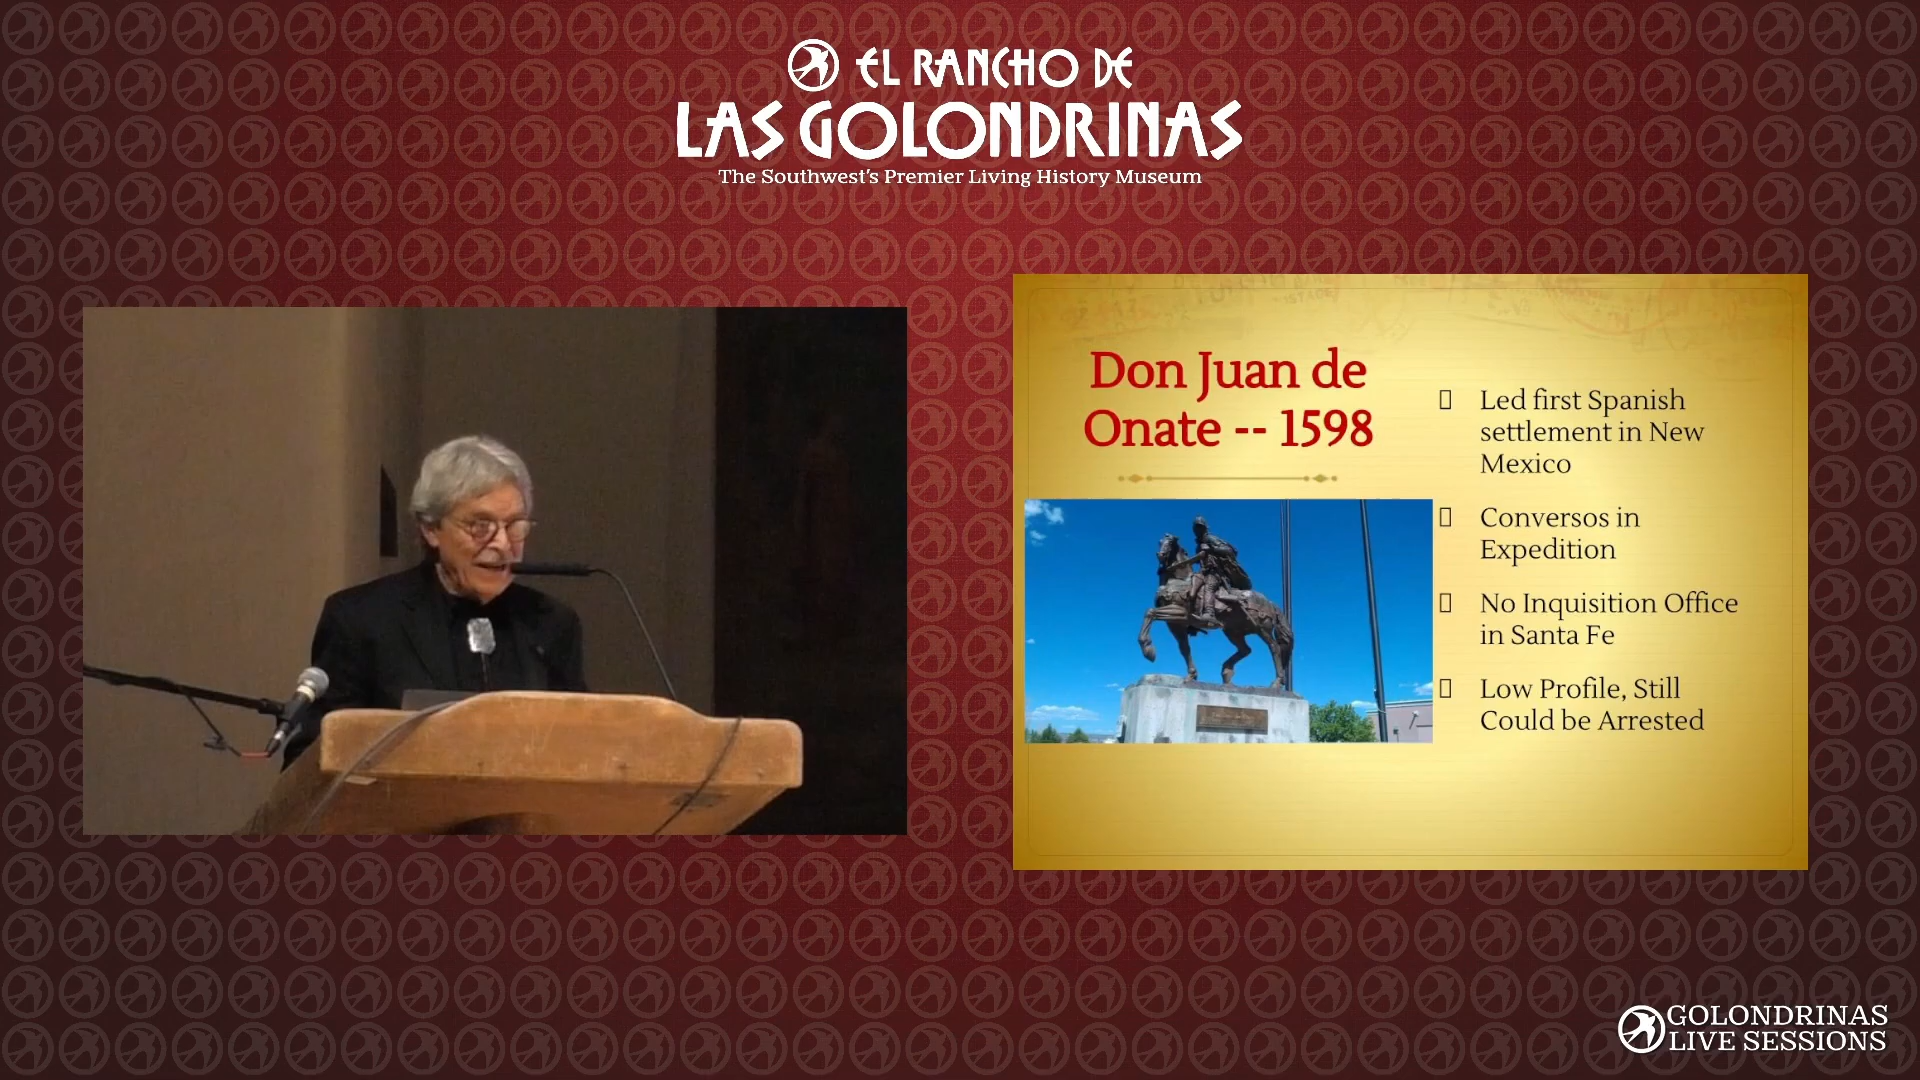 EL RANCHO DE
LAS GOLONDRINAS
The Southwest's Premier Living History Museum
Don Juan de
Onate -- 1598
Led first Spanish
settlement in New
Mexico
Conversos in
Expedition
No Inquisition Office
in Santa Fe
Low Profile, Still
Could be Arrested
GOLONDRINAS
LIVE SESSIONS